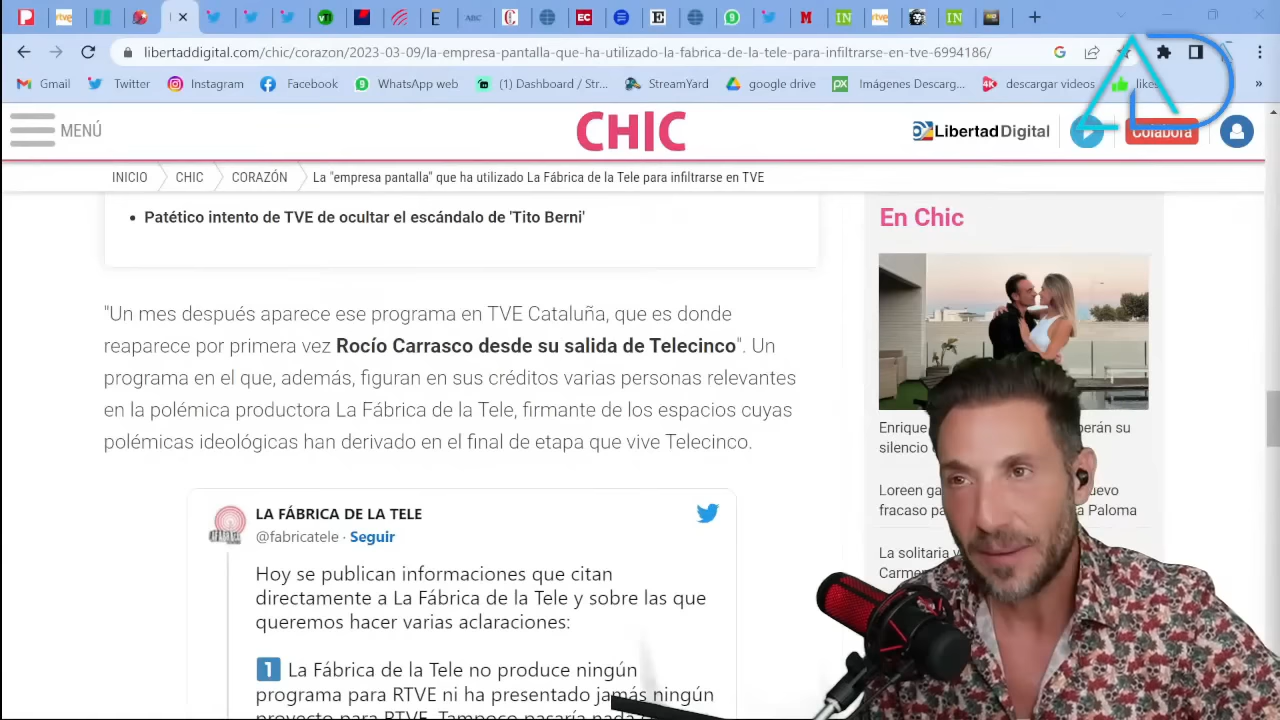 libertaddigital.com/chic/corazon/2023-03-09/la-empresa-pantalla-que-ha-utilizado-la-fabrica-de-la-tele-para-infiltrarse-en-tve-6994186/
Gmail
Twitter
Instagram
Facebook
WhatsApp web
(1) Dashboard / Str...
StreamYard
Google drive
Imágenes Descarg...
descargar videos
likes
MENÚ
CHIC
Libertad Digital
Colabora
INICIO
CHIC
CORAZÓN
La "empresa pantalla" que ha utilizado La Fábrica de la Tele para infiltrarse en TVE
• Patético intento de TVE de ocultar el escándalo de 'Tito Berni'
"Un mes después aparece ese programa en TVE Cataluña, que es donde
reaparece por primera vez Rocío Carrasco desde su salida de Telecinco". Un
programa en el que, además, figuran en sus créditos varias personas relevantes
en la polémica productora La Fábrica de la Tele, firmante de los espacios cuyas
polémicas ideológicas han derivado en el final de etapa que vive Telecinco.
LA FÁBRICA DE LA TELE
@fabricatele · Seguir
Hoy se publican informaciones que citan
directamente a La Fábrica de la Tele y sobre las que
queremos hacer varias aclaraciones:
1 La Fábrica de la Tele no produce ningún
programa para RTVE ni ha presentado jamás ningún
proyecto para RTVE. Tampoco pasaría nada
En Chic
Enrique
silencio
Loreen
fracaso
Paloma
La solitaria
AD